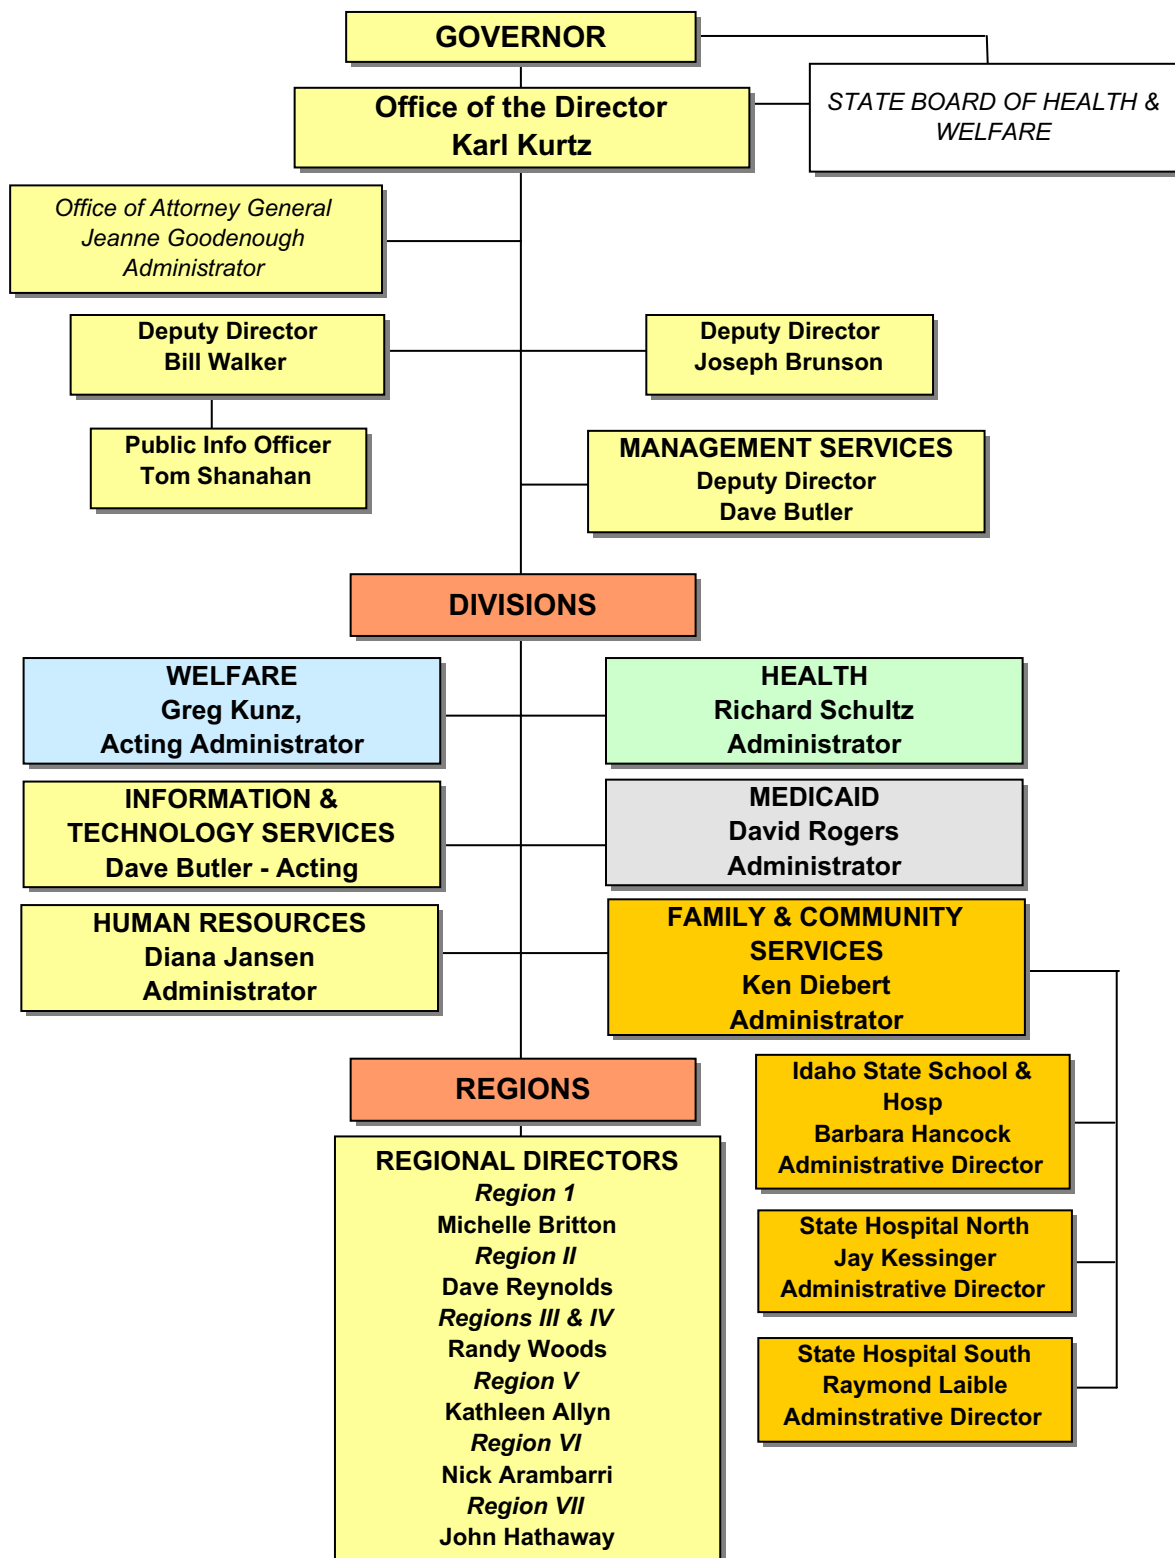 GOVERNOR
Office of the Director
Karl Kurtz
STATE BOARD OF HEALTH &
WELFARE
Office of Attorney General
Jeanne Goodenough
Administrator
Deputy Director
Bill Walker
Deputy Director
Joseph Brunson
Public Info Officer
Tom Shanahan
MANAGEMENT SERVICES
Deputy Director
Dave Butler
DIVISIONS
WELFARE
Greg Kunz,
Acting Administrator
HEALTH
Richard Schultz
Administrator
INFORMATION &
TECHNOLOGY SERVICES
Dave Butler - Acting
MEDICAID
David Rogers
Administrator
HUMAN RESOURCES
Diana Jansen
Administrator
FAMILY & COMMUNITY
SERVICES
Ken Diebert
Administrator
Idaho State School &
Hosp
Barbara Hancock
Administrative Director
State Hospital North
Jay Kessinger
Administrative Director
State Hospital South
Raymond Laible
Adminstrative Director
REGIONS
REGIONAL DIRECTORS
Region 1
Michelle Britton
Region II
Dave Reynolds
Regions III & IV
Randy Woods
Region V
Kathleen Allyn
Region VI
Nick Arambarri
Region VII
John Hathaway